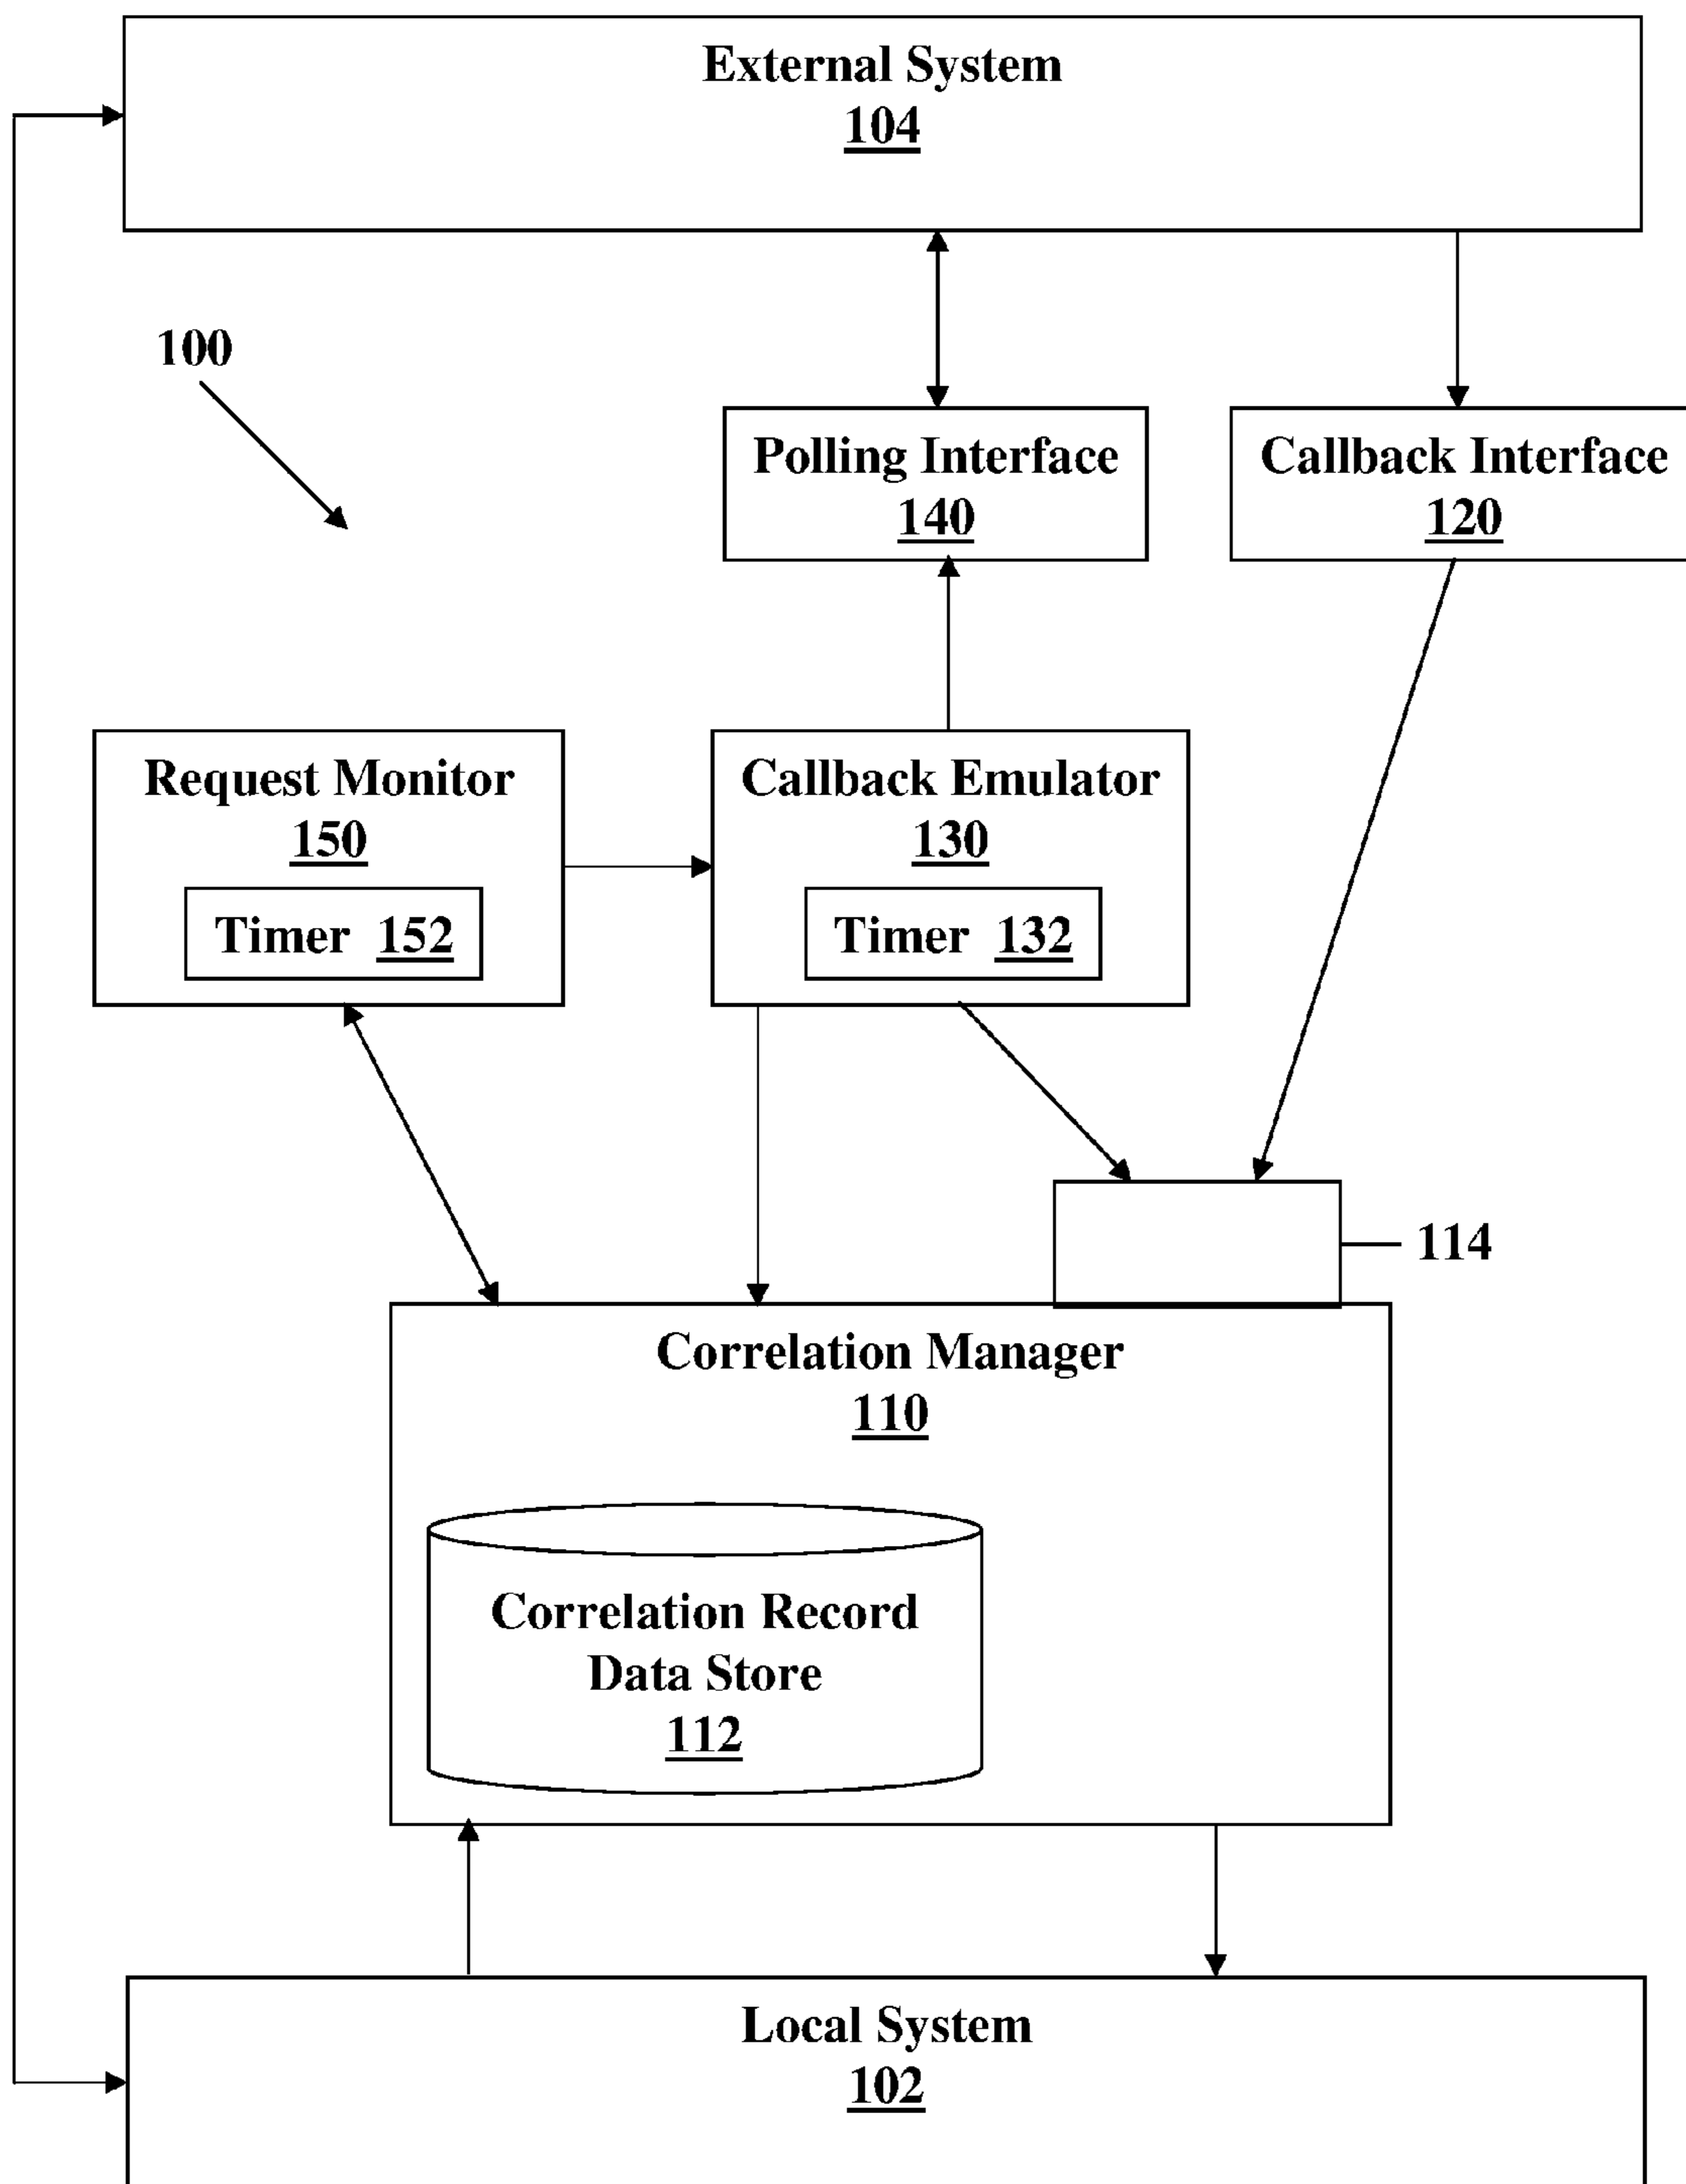 External System
104
100
Polling Interface
140
Callback Interface
120
Request Monitor
150
Timer 152
Callback Emulator
130
Timer 132
114
Correlation Manager
110
Correlation Record
Data Store
112
Local System
102